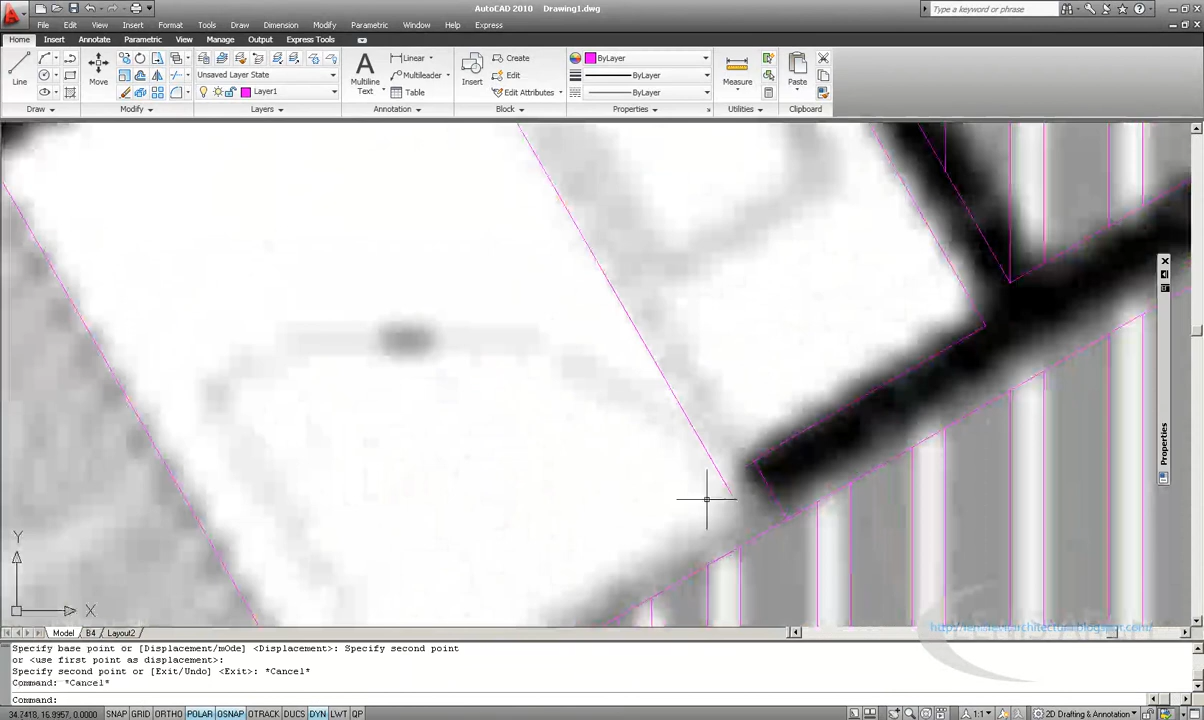 AutoCAD 2010 Drawing1.dwg
Type a keyword or phrase
File Edit View Insert Format Tools Draw Dimension Modify Parametric Window Help Express
Home Insert Annotate Parametric View Manage Output Express Tools
Line
Move
Unsaved Layer State
Layer1
Multiline
Text
Linear
Multileader
Table
Insert
Create
Edit
Edit Attributes
ByLayer
ByLayer
ByLayer
Measure
Paste
Draw Modify Layers Annotation Block Properties Utilities Clipboard
Properties
Y
X
Model B4 Layout2
Specify base point or [Displacement/mOde] <Displacement>: Specify second point
or <use first point as displacement>:
Specify second point or [Exit/Undo] <Exit>: *Cancel*
Command: *Cancel*
Command:
SNAP GRID ORTHO POLAR OSNAP OTRACK DUCS DYN LWT QP
1:1
2D Drafting & Annotation